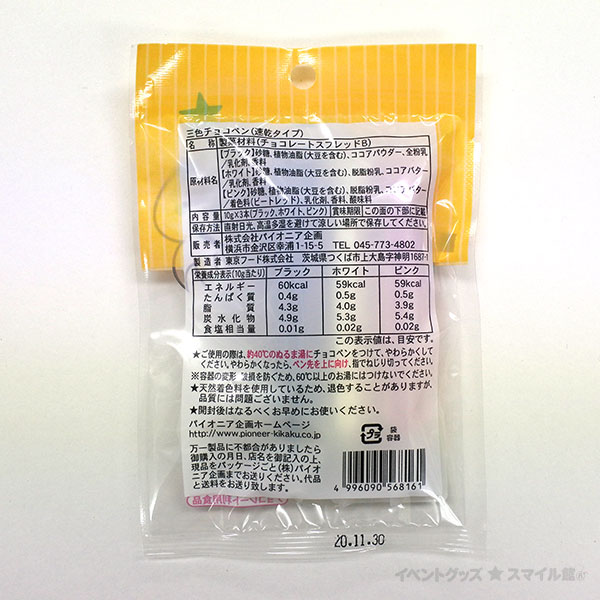 三色チョコペン(速乾タイプ)
名 称 製菓材料(チョコレートスプレッドB)
原材料名 【ブラック】砂糖、植物油脂(大豆を含む)、ココアパウダー、全粉乳
/乳化剤、香料
【ホワイト】砂糖、植物油脂(大豆を含む)、脱脂粉乳、ココアバター
/乳化剤、香料
【ピンク】砂糖、植物油脂(大豆を含む)、脱脂粉乳、ココアバター
/着色料(ビートレッド)、乳化剤、香料、酸味料
内容量 10g×3本(ブラック、ホワイト、ピンク) 賞味期限 この面の下部に記載
保存方法 直射日光、高温多湿を避けて涼しい場所で保存してください。
販売者 株式会社パイオニア企画 TEL 045-773-4802
横浜市金沢区幸浦1-15-5
製造者 東京フード株式会社 茨城県つくば市上大島字神明1687-1
栄養成分表示(10g当たり) ブラック ホワイト ピンク
エネルギー 60kcal 59kcal 59kcal
たんぱく質 0.4g 0.5g 0.5g
脂質 4.3g 4.0g 3.9g
炭水化物 4.9g 5.3g 5.4g
食塩相当量 0.01g 0.02g 0.02g
この表示値は、目安です。
★ご使用の際は、約40℃のぬるま湯にチョコペンをつけて、やわらかくして
ください。やわらかくなったら、ペン先を上に向け、指でねじり切ってください。
※容器の変形・破損を防ぐため、60℃以上のお湯にはつけないでください。
★天然着色料を使用しているため、退色することがありますが、
品質には問題ございません。
★開封後はなるべくお早めにお使いください。
パイオニア企画ホームページ
http://www.pioneer-kikaku.co.jp
プラ
袋
容器
万一製品に不都合がありましたら
御購入の月日、店名を御記入の上、
現品をパッケージごと(株)パイオ
ニア企画までお送りください。代品
と送料をお送り致します。
4 996090 568161
20.11.30
イベントグッズ ★ スマイル館